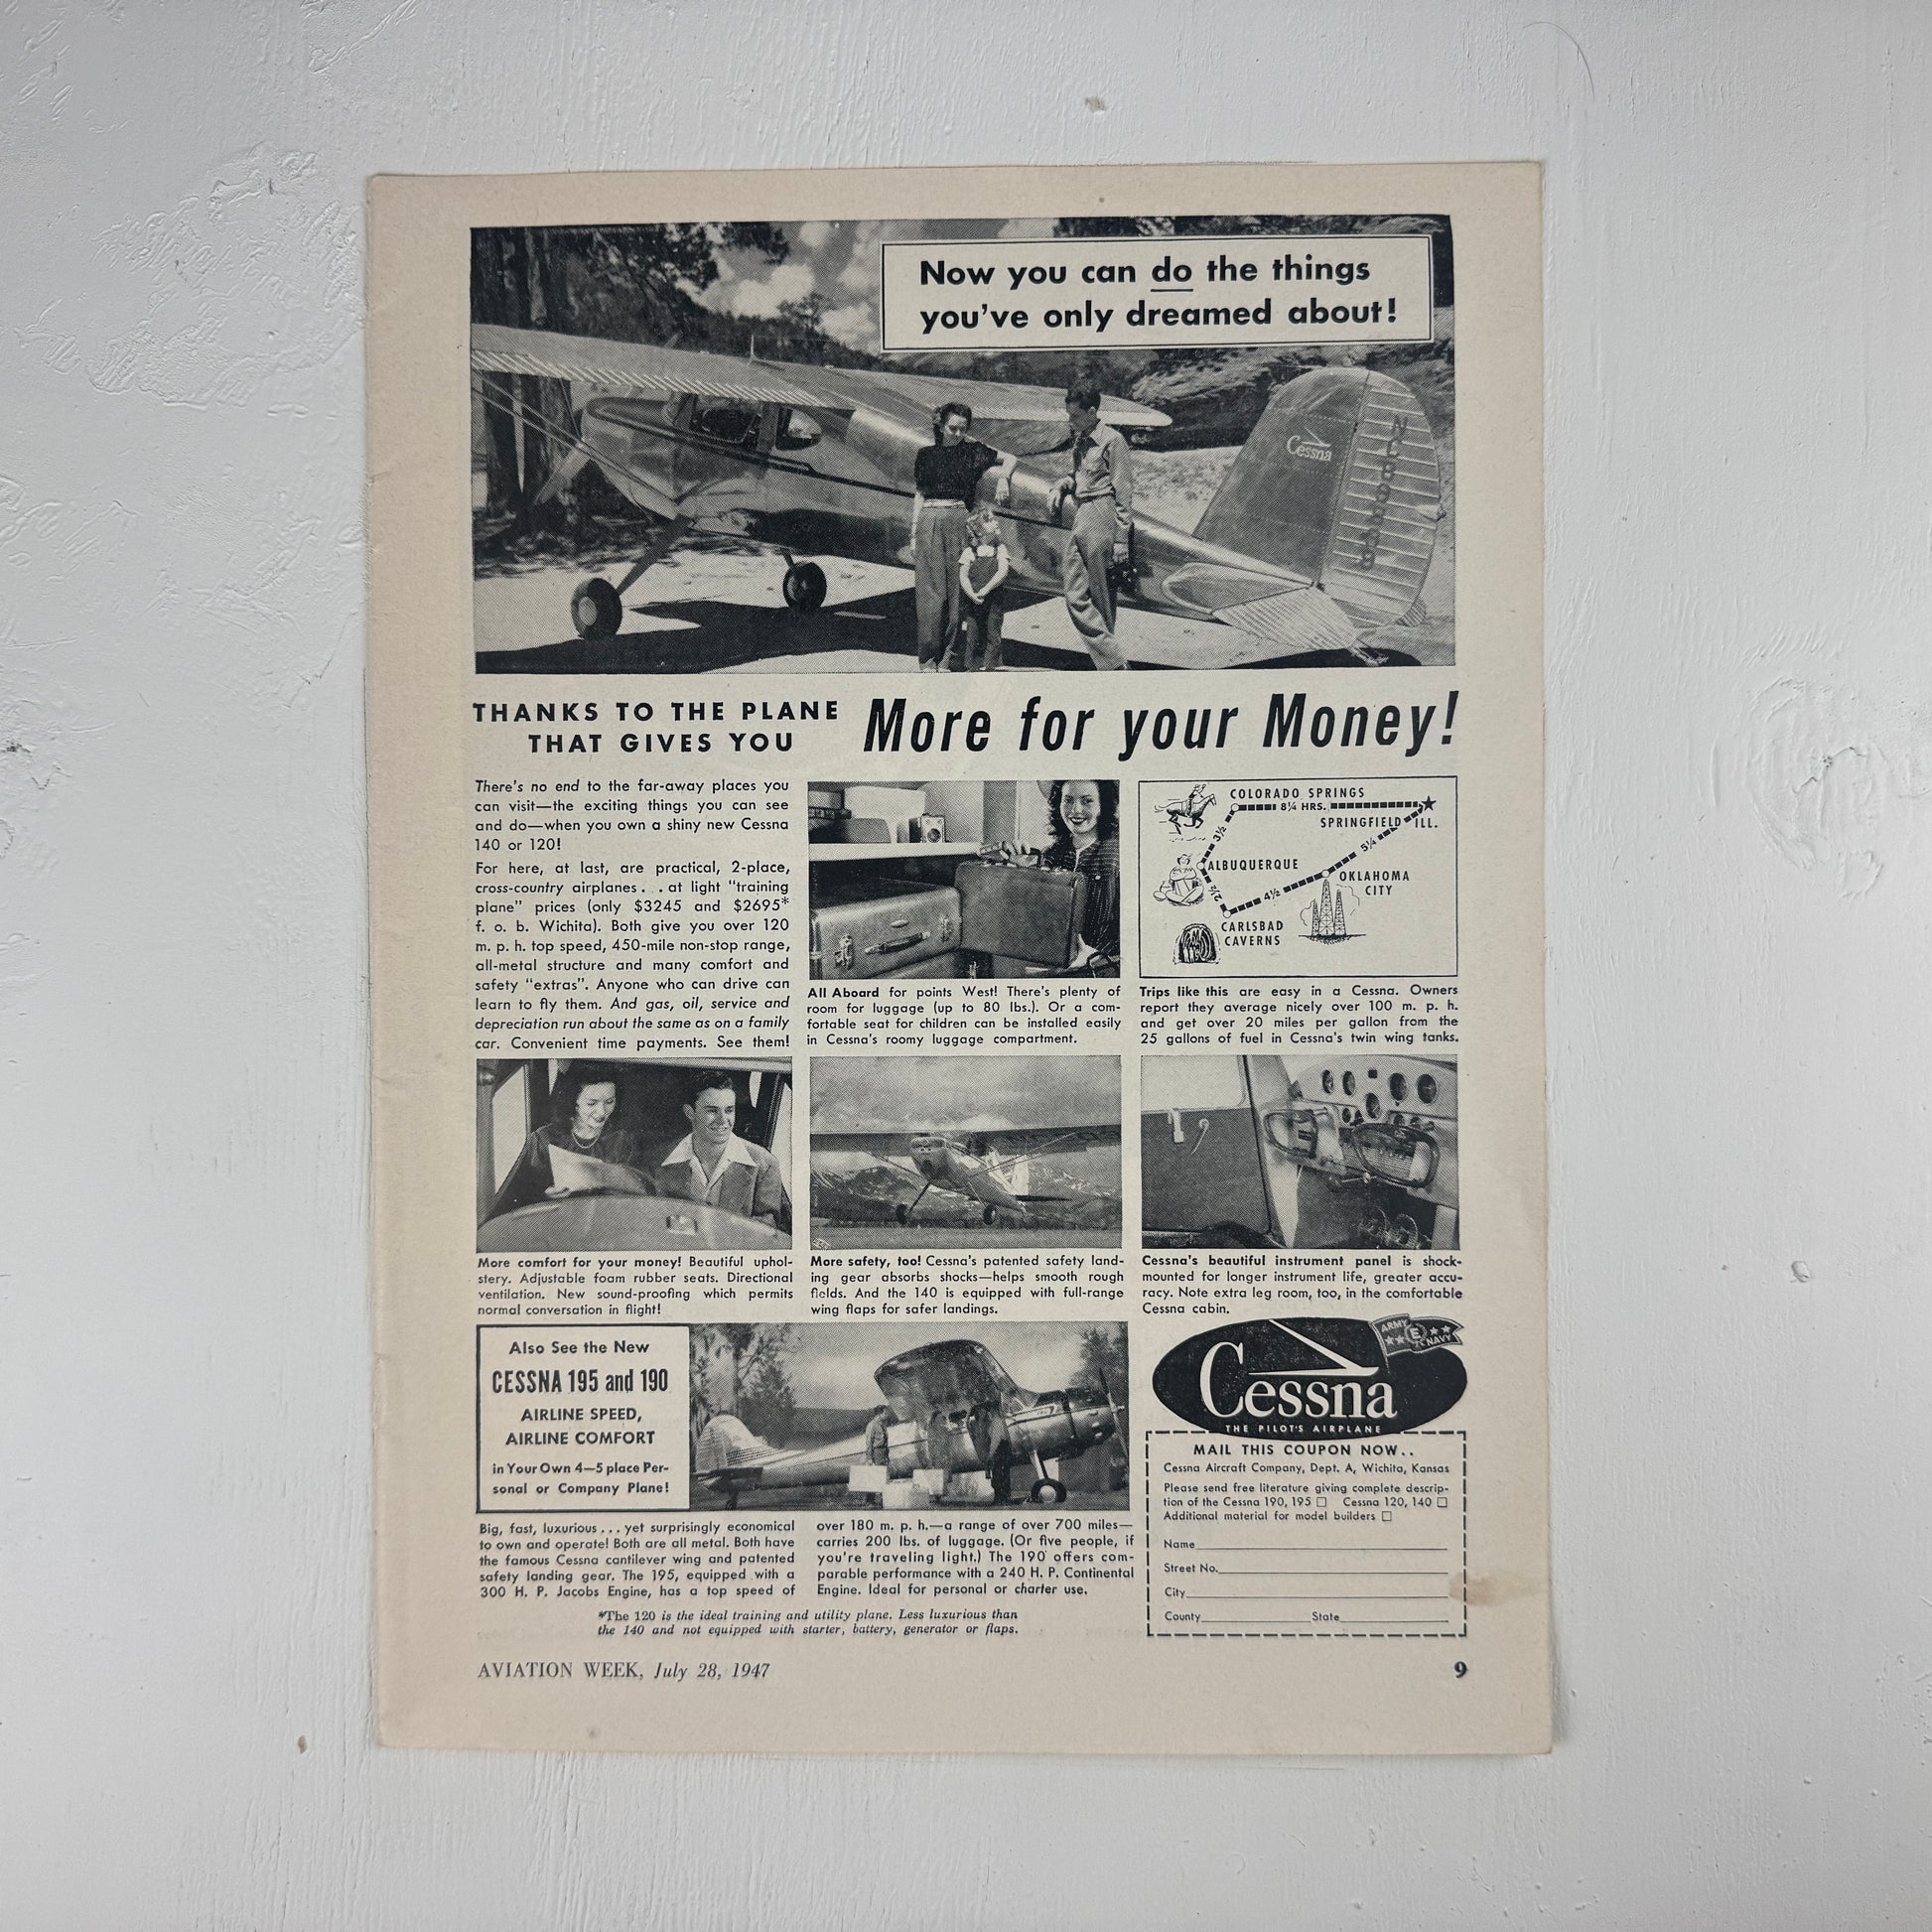 Now you can do the things
you've only dreamed about!
Cessna
THANKS TO THE PLANE
THAT GIVES YOU
More for your Money!
There's no end to the far-away places you
can visit—the exciting things you can see
and do—when you own a shiny new Cessna
140 or 120!
For here, at last, are practical, 2-place,
cross-country airplanes . . . at light "training
plane" prices (only $3245 and $2695*
f. o. b. Wichita). Both give you over 120
m. p. h. top speed, 450-mile non-stop range,
all-metal structure and many comfort and
safety "extras". Anyone who can drive can
learn to fly them. And gas, oil, service and
depreciation run about the same as on a family
car. Convenient time payments. See them!
All Aboard for points West! There's plenty of
room for luggage (up to 80 lbs.). Or a com-
fortable seat for children can be installed easily
in Cessna's roomy luggage compartment.
COLORADO SPRINGS
8¼ HRS.
SPRINGFIELD ILL.
3½
5¼
ALBUQUERQUE
OKLAHOMA
CITY
2½
4½
CARLSBAD
CAVERNS
Trips like this are easy in a Cessna. Owners
report they average nicely over 100 m. p. h.
and get over 20 miles per gallon from the
25 gallons of fuel in Cessna's twin wing tanks.
More comfort for your money! Beautiful uphol-
stery. Adjustable foam rubber seats. Directional
ventilation. New sound-proofing which permits
normal conversation in flight!
More safety, too! Cessna's patented safety land-
ing gear absorbs shocks—helps smooth rough
fields. And the 140 is equipped with full-range
wing flaps for safer landings.
Cessna's beautiful instrument panel is shock-
mounted for longer instrument life, greater accu-
racy. Note extra leg room, too, in the comfortable
Cessna cabin.
Also See the New
CESSNA 195 and 190
AIRLINE SPEED,
AIRLINE COMFORT
in Your Own 4—5 place Per-
sonal or Company Plane!
Big, fast, luxurious . . . yet surprisingly economical
to own and operate! Both are all metal. Both have
the famous Cessna cantilever wing and patented
safety landing gear. The 195, equipped with a
300 H. P. Jacobs Engine, has a top speed of
over 180 m. p. h.—a range of over 700 miles—
carries 200 lbs. of luggage. (Or five people, if
you're traveling light.) The 190 offers com-
parable performance with a 240 H. P. Continental
Engine. Ideal for personal or charter use.
*The 120 is the ideal training and utility plane. Less luxurious than
the 140 and not equipped with starter, battery, generator or flaps.
ARMY
E
NAVY
Cessna
THE PILOT'S AIRPLANE
MAIL THIS COUPON NOW . .
Cessna Aircraft Company, Dept. A, Wichita, Kansas
Please send free literature giving complete descrip-
tion of the Cessna 190, 195 □ Cessna 120, 140 □
Additional material for model builders □
Name
Street No.
City
County State
AVIATION WEEK, July 28, 1947
9